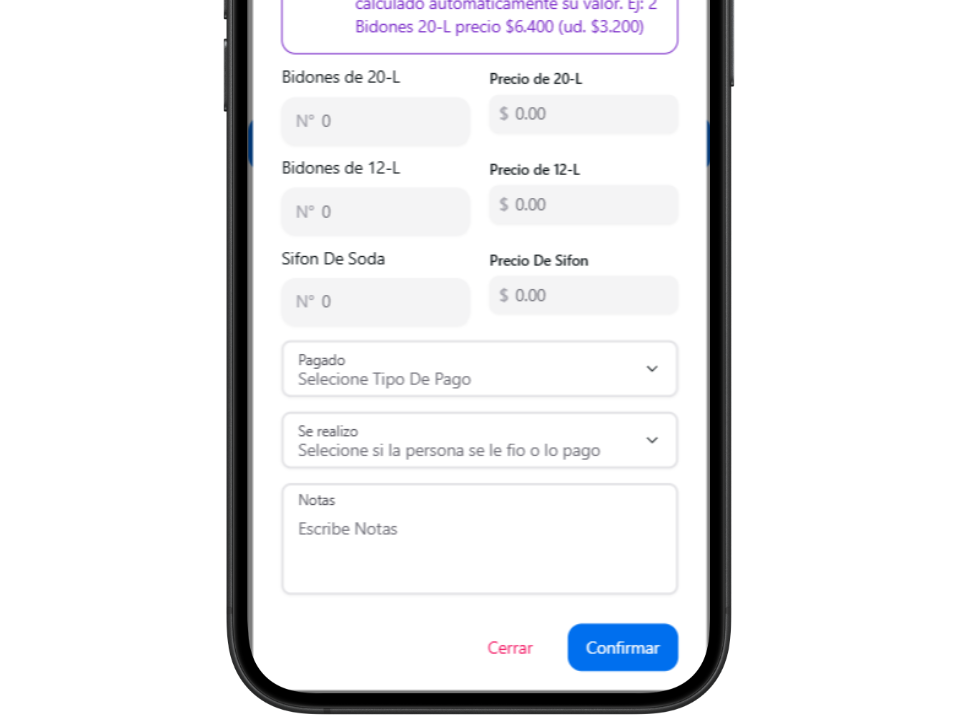 calculado automaticamente su valor. Ej: 2
Bidones 20-L precio $6.400 (ud. $3.200)
Bidones de 20-L
Precio de 20-L
N° 0
$ 0.00
Bidones de 12-L
Precio de 12-L
N° 0
$ 0.00
Sifon De Soda
Precio De Sifon
N° 0
$ 0.00
Pagado
Selecione Tipo De Pago
Se realizo
Selecione si la persona se le fio o lo pago
Notas
Escribe Notas
Cerrar
Confirmar